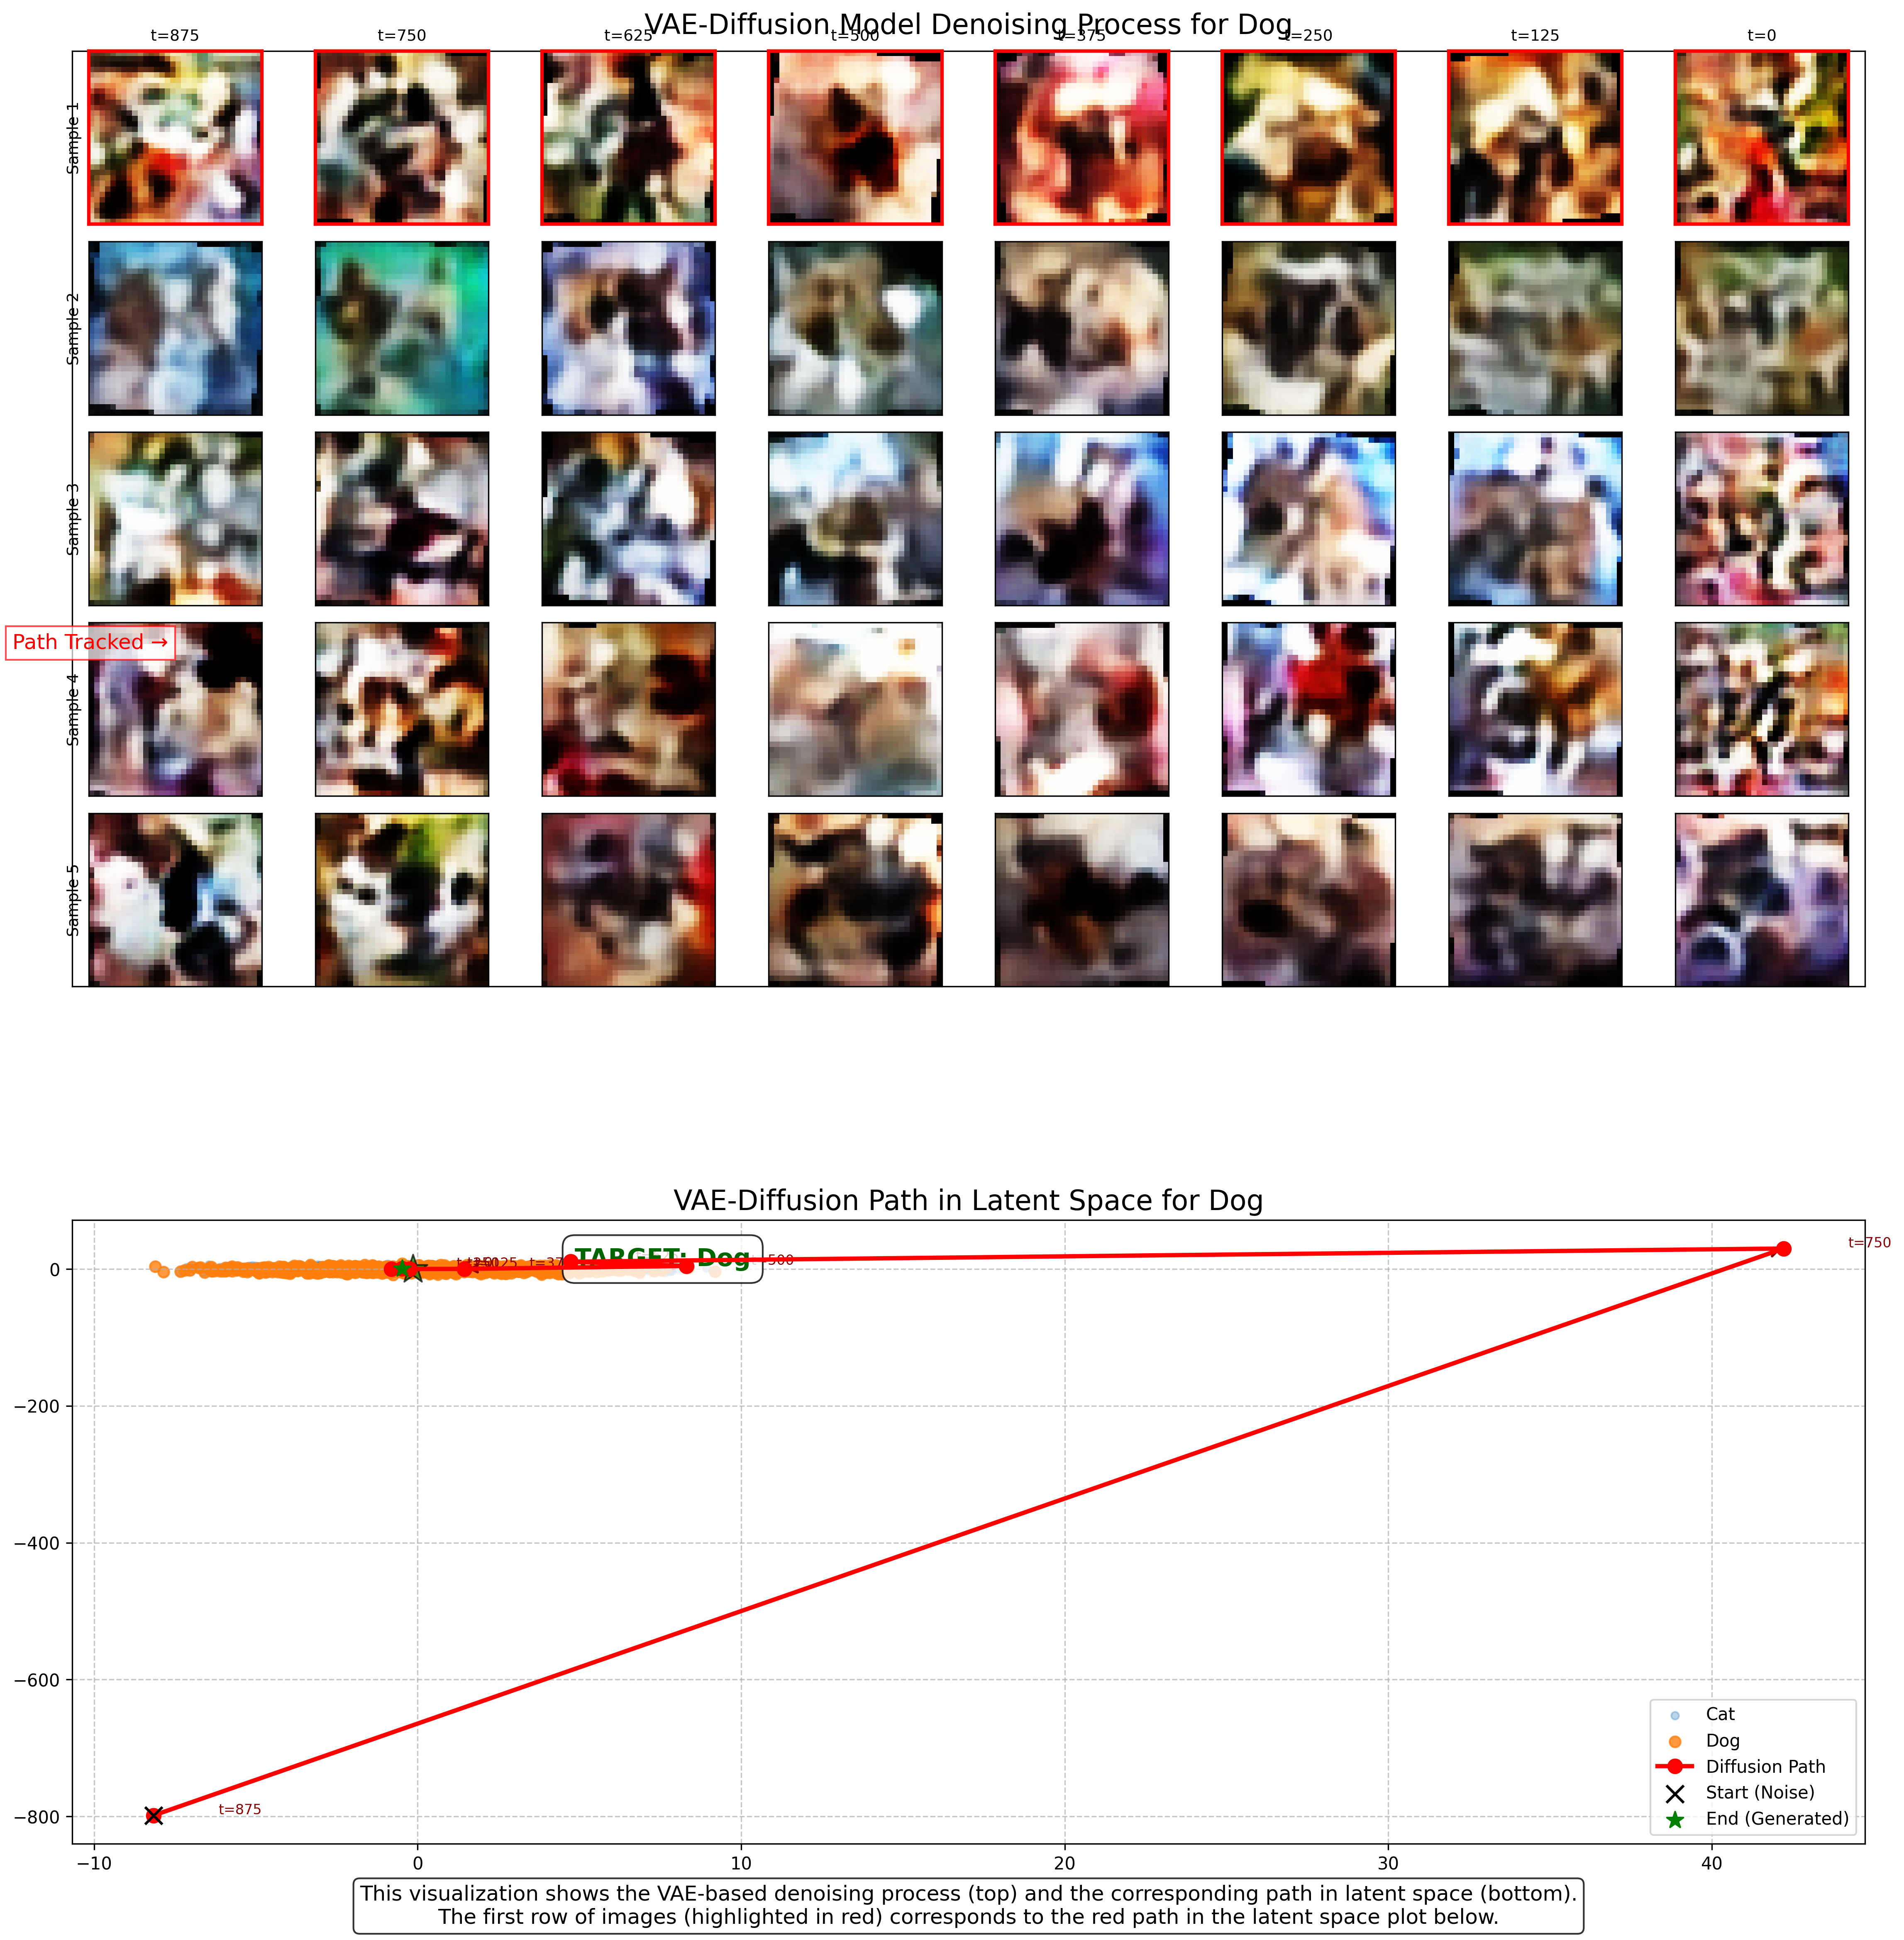 VAE-Diffusion Model Denoising Process for Dog
t=875
t=750
t=625
t=500
t=375
t=250
t=125
t=0
Sample 1
Sample 2
Sample 3
Path Tracked →
Sample 4
Sample 5
VAE-Diffusion Path in Latent Space for Dog
TARGET: Dog
t=750
500
t=37
t=875
0
−200
−400
−600
−800
−10
0
10
20
30
40
Cat
Dog
Diffusion Path
Start (Noise)
End (Generated)
This visualization shows the VAE-based denoising process (top) and the corresponding path in latent space (bottom).
The first row of images (highlighted in red) corresponds to the red path in the latent space plot below.